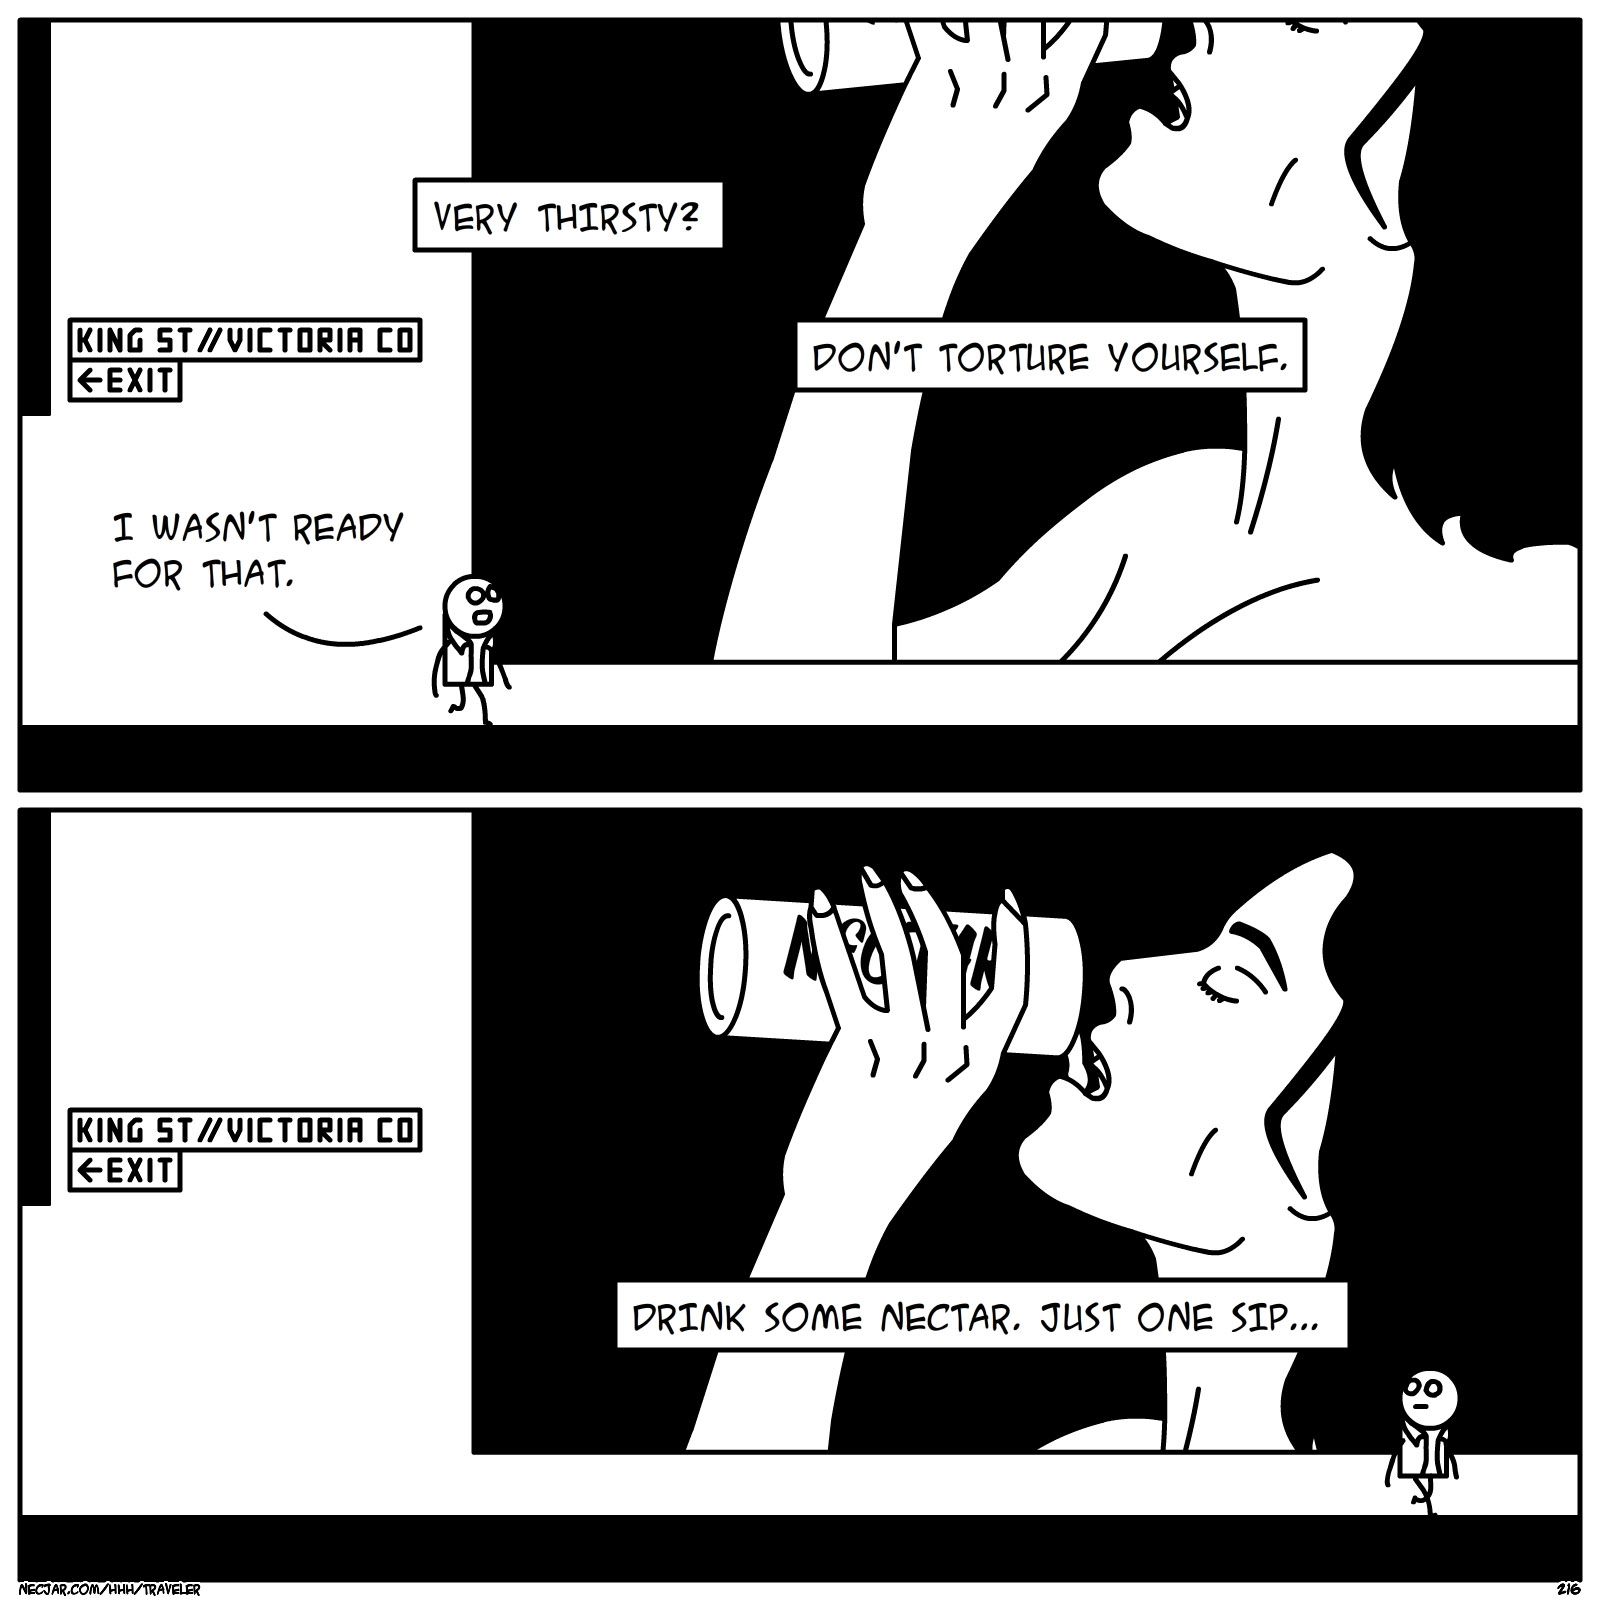 VERY THIRSTY?
KING ST//VICTORIA CO
←EXIT
DON'T TORTURE YOURSELF.
I WASN'T READY
FOR THAT.
KING ST//VICTORIA CO
←EXIT
DRINK SOME NECTAR. JUST ONE SIP...
NECJAR.COM/HHH/TRAVELER
216